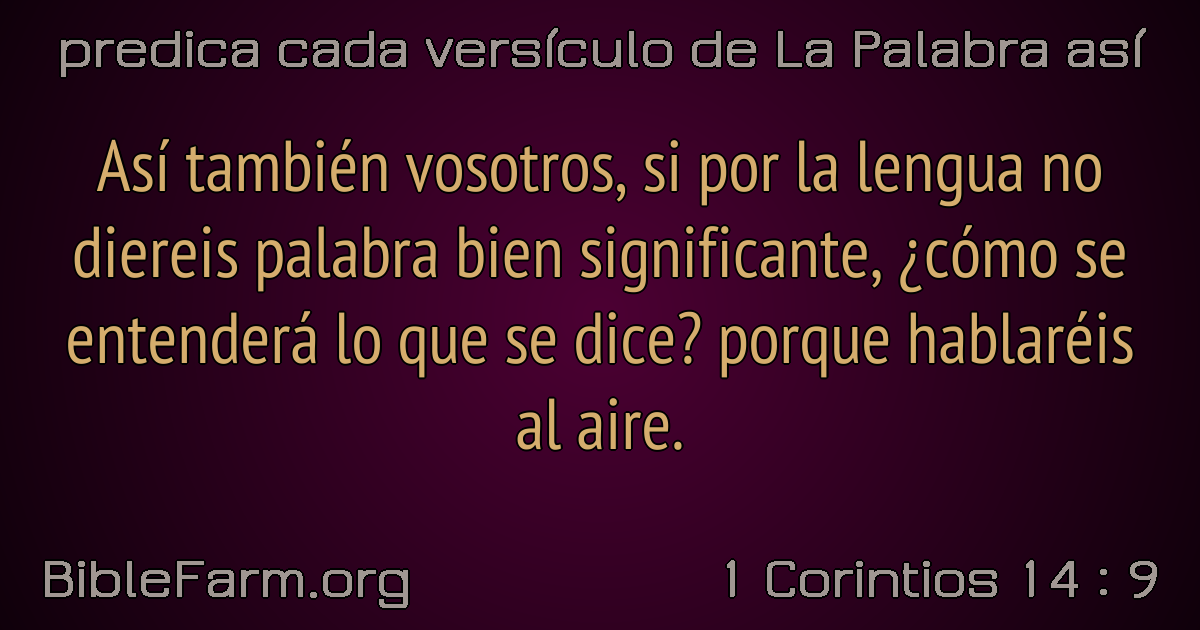 predica cada versículo de La Palabra así
Así también vosotros, si por la lengua no
diereis palabra bien significante, ¿cómo se
entenderá lo que se dice? porque hablaréis
al aire.
BibleFarm.org
1 Corintios 14 : 9